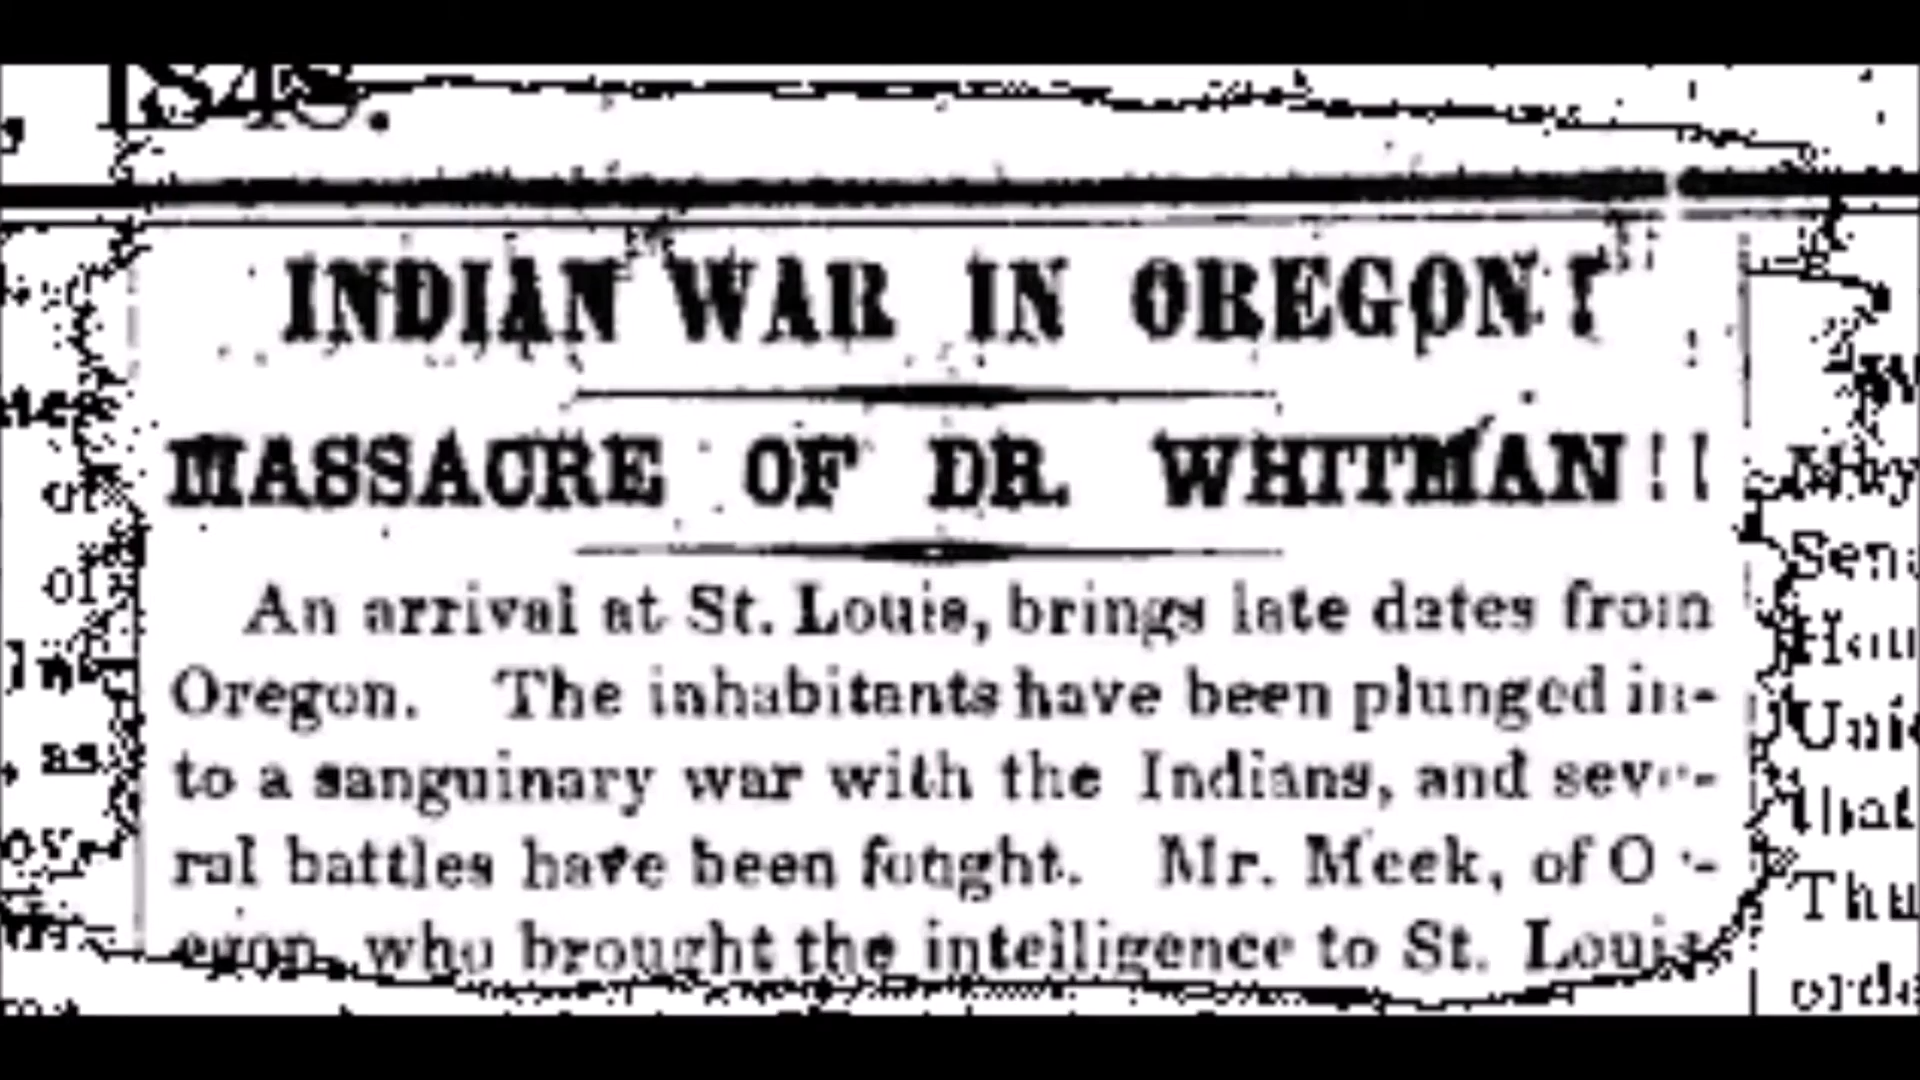 1848.
INDIAN WAR IN OREGON!
MASSACRE OF DR. WHITMAN!!
An arrival at St. Louis, brings late dates from
Oregon. The inhabitants have been plunged in-
to a sanguinary war with the Indians, and seve-
ral battles have been fought. Mr. Meek, of Or-
egon, who brought the intelligence to St. Louis